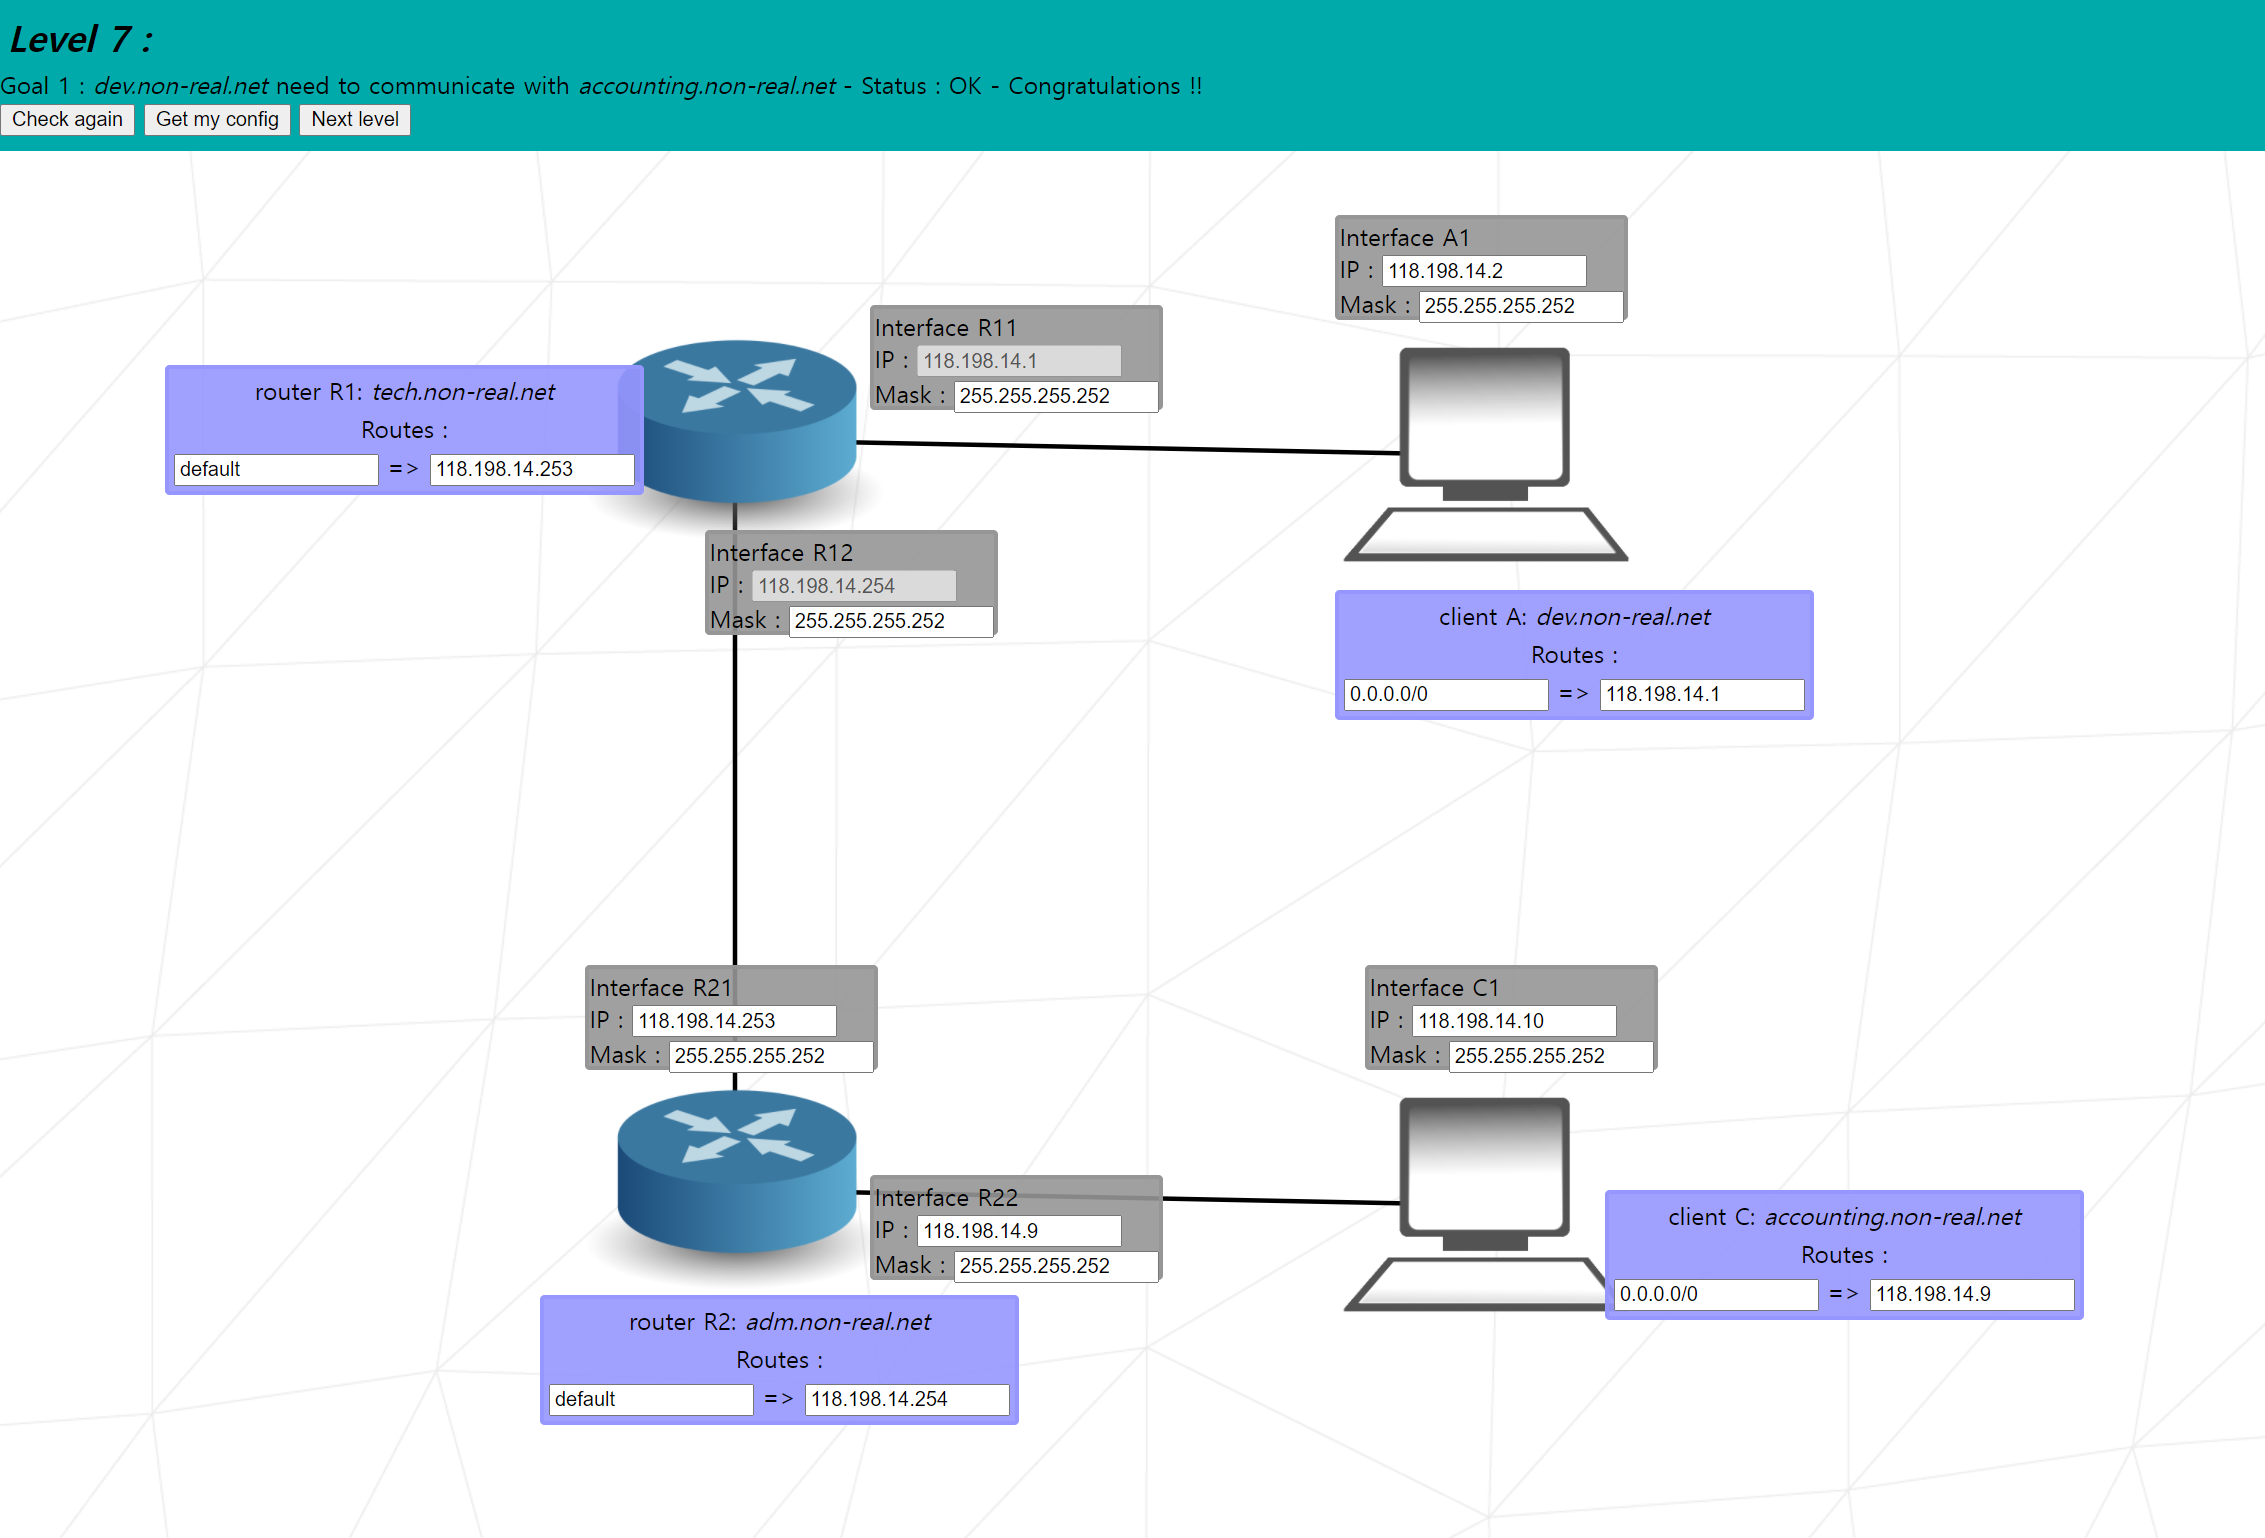 Level 7 :
Goal 1 : dev.non-real.net need to communicate with accounting.non-real.net - Status : OK - Congratulations !!
Check again Get my config Next level
Interface A1
IP : 118.198.14.2
Mask : 255.255.255.252
Interface R11
IP : 118.198.14.1
Mask : 255.255.255.252
router R1: tech.non-real.net
Routes :
default => 118.198.14.253
Interface R12
IP : 118.198.14.254
Mask : 255.255.255.252
client A: dev.non-real.net
Routes :
0.0.0.0/0 => 118.198.14.1
Interface R21
IP : 118.198.14.253
Mask : 255.255.255.252
Interface C1
IP : 118.198.14.10
Mask : 255.255.255.252
Interface R22
IP : 118.198.14.9
Mask : 255.255.255.252
client C: accounting.non-real.net
Routes :
0.0.0.0/0 => 118.198.14.9
router R2: adm.non-real.net
Routes :
default => 118.198.14.254